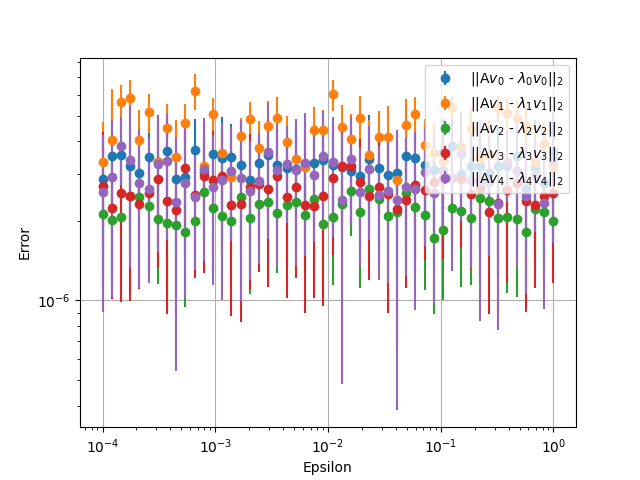 ||Av₀ - λ₀v₀||₂
||Av₁ - λ₁v₁||₂
||Av₂ - λ₂v₂||₂
||Av₃ - λ₃v₃||₂
||Av₄ - λ₄v₄||₂
Error
10⁻⁶
10⁻⁴ 10⁻³ 10⁻² 10⁻¹ 10⁰
Epsilon